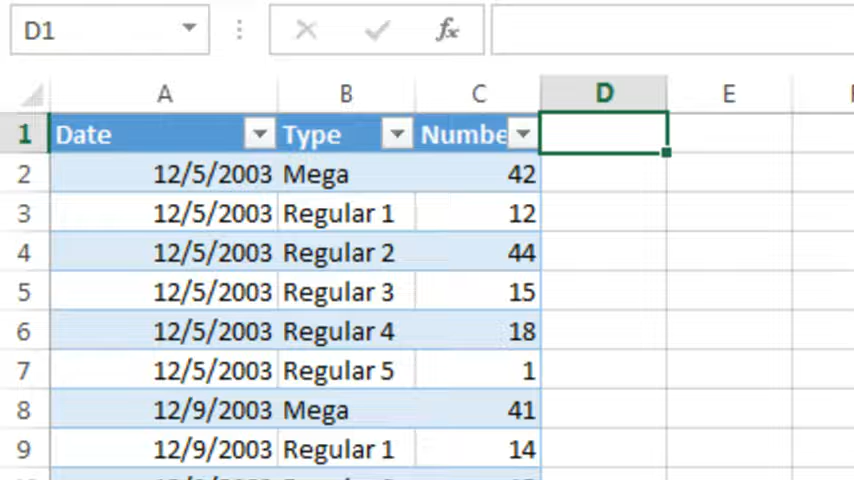 D1
fx
A B C D E
1 Date Type Numbe
2 12/5/2003 Mega 42
3 12/5/2003 Regular 1 12
4 12/5/2003 Regular 2 44
5 12/5/2003 Regular 3 15
6 12/5/2003 Regular 4 18
7 12/5/2003 Regular 5 1
8 12/9/2003 Mega 41
9 12/9/2003 Regular 1 14